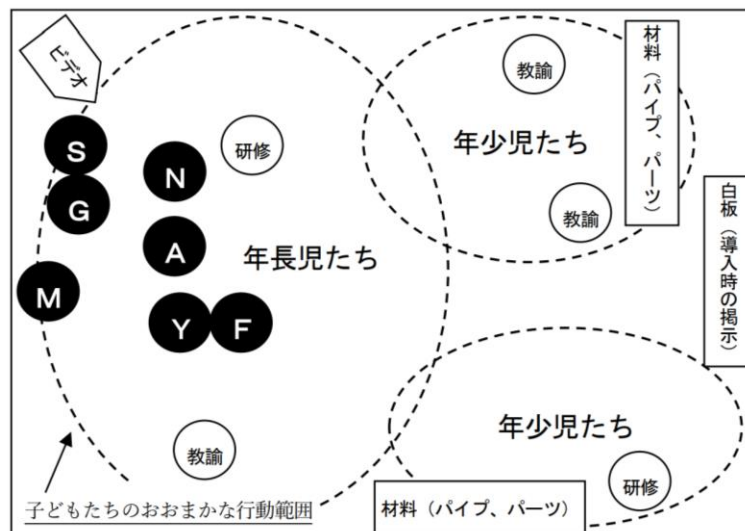 ビデオ
S
G
M
N
A
Y
F
研修
年長児たち
教諭
子どもたちのおおまかな行動範囲
教諭
年少児たち
教諭
材料（パイプ、パーツ）
白板（導入時の掲示）
年少児たち
研修
材料（パイプ、パーツ）